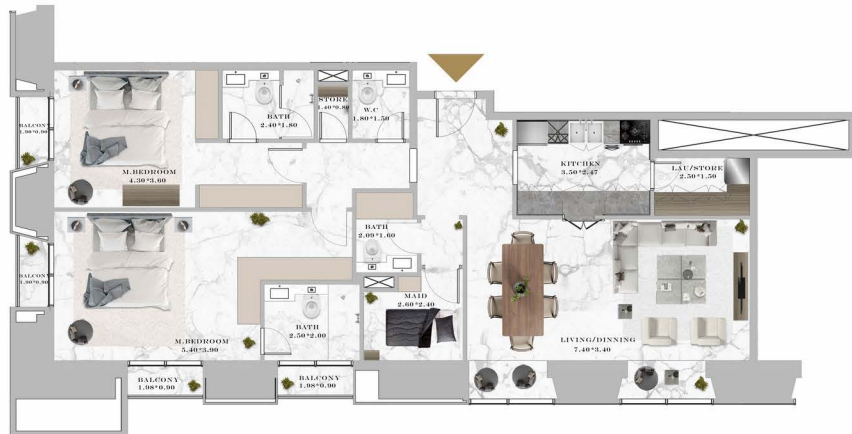 BALCONY
1.90*0.90
M.BEDROOM
4.30*3.60
BATH
2.40*1.80
STORE
1.40*0.80
W.C
1.80*1.50
KITCHEN
3.50*2.47
LAU/STORE
2.50*1.50
BALCONY
1.90*0.90
M.BEDROOM
5.40*3.90
BATH
2.00*1.60
BATH
2.50*2.00
MAID
2.60*2.40
LIVING/DINNING
7.40*3.40
BALCONY
1.98*0.90
BALCONY
1.98*0.90